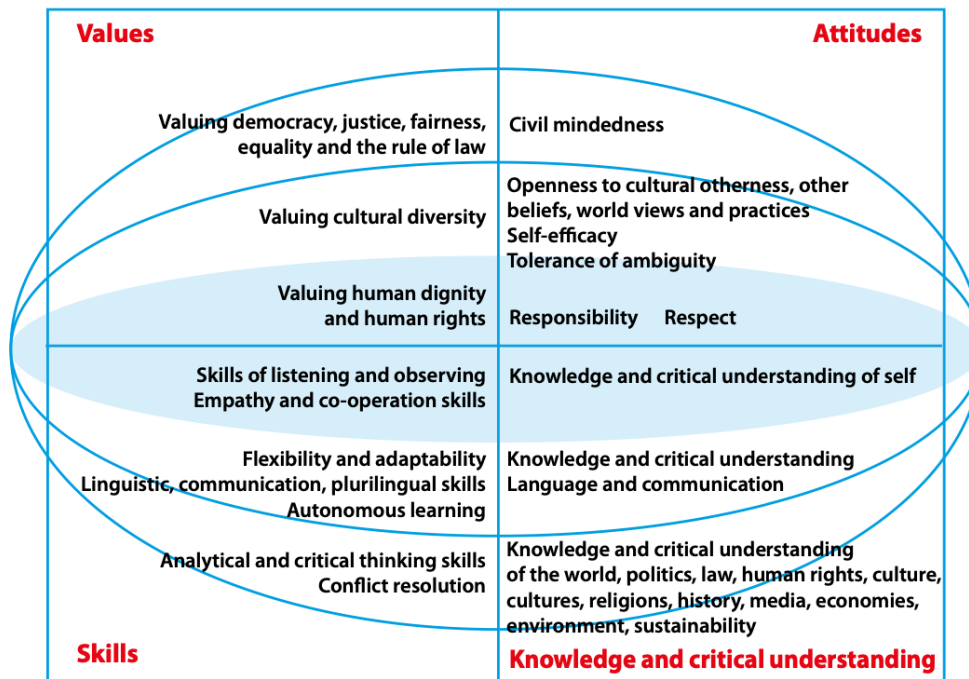 Values
Attitudes
Valuing democracy, justice, fairness,
equality and the rule of law
Civil mindedness
Valuing cultural diversity
Openness to cultural otherness, other
beliefs, world views and practices
Self-efficacy
Tolerance of ambiguity
Valuing human dignity
and human rights
Responsibility Respect
Skills of listening and observing
Empathy and co-operation skills
Knowledge and critical understanding of self
Flexibility and adaptability
Linguistic, communication, plurilingual skills
Autonomous learning
Knowledge and critical understanding
Language and communication
Analytical and critical thinking skills
Conflict resolution
Knowledge and critical understanding
of the world, politics, law, human rights, culture,
cultures, religions, history, media, economies,
environment, sustainability
Skills
Knowledge and critical understanding